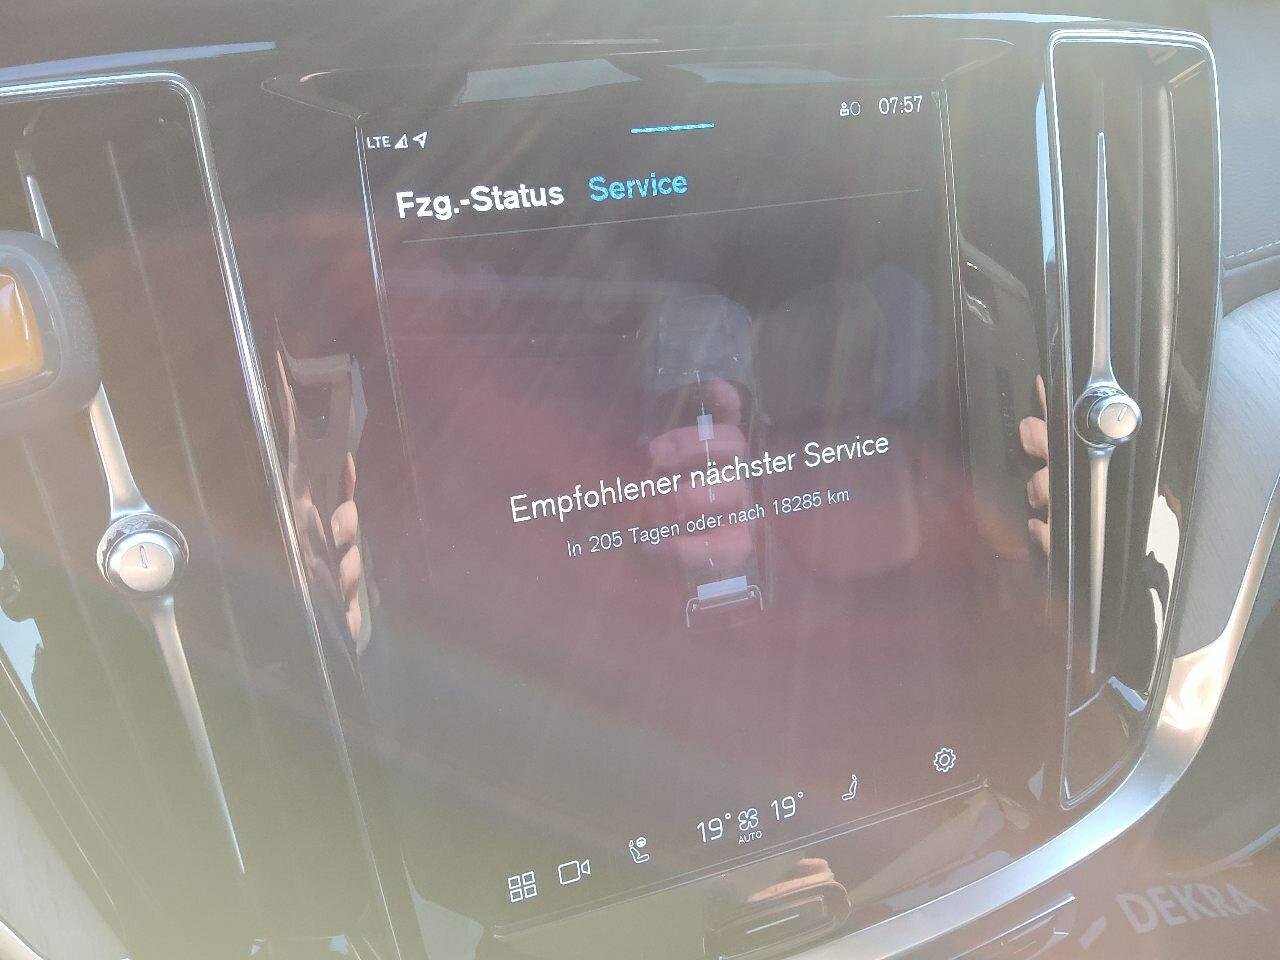 LTE
07:57
Fzg.-Status Service
Empfohlener nächster Service
In 205 Tagen oder nach 18285 km
19° 19°
AUTO
DEKRA